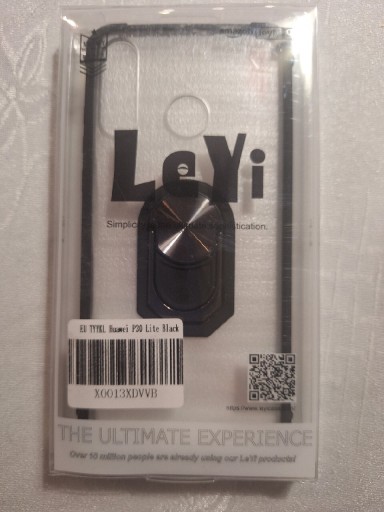 LeYi
Simplic
tication.
EU TYYKL Huawei P30 Lite Black
X0013XDVVB
THE ULTIMATE EXPERIENCE
Over 10 million people are already using our LeYi products!